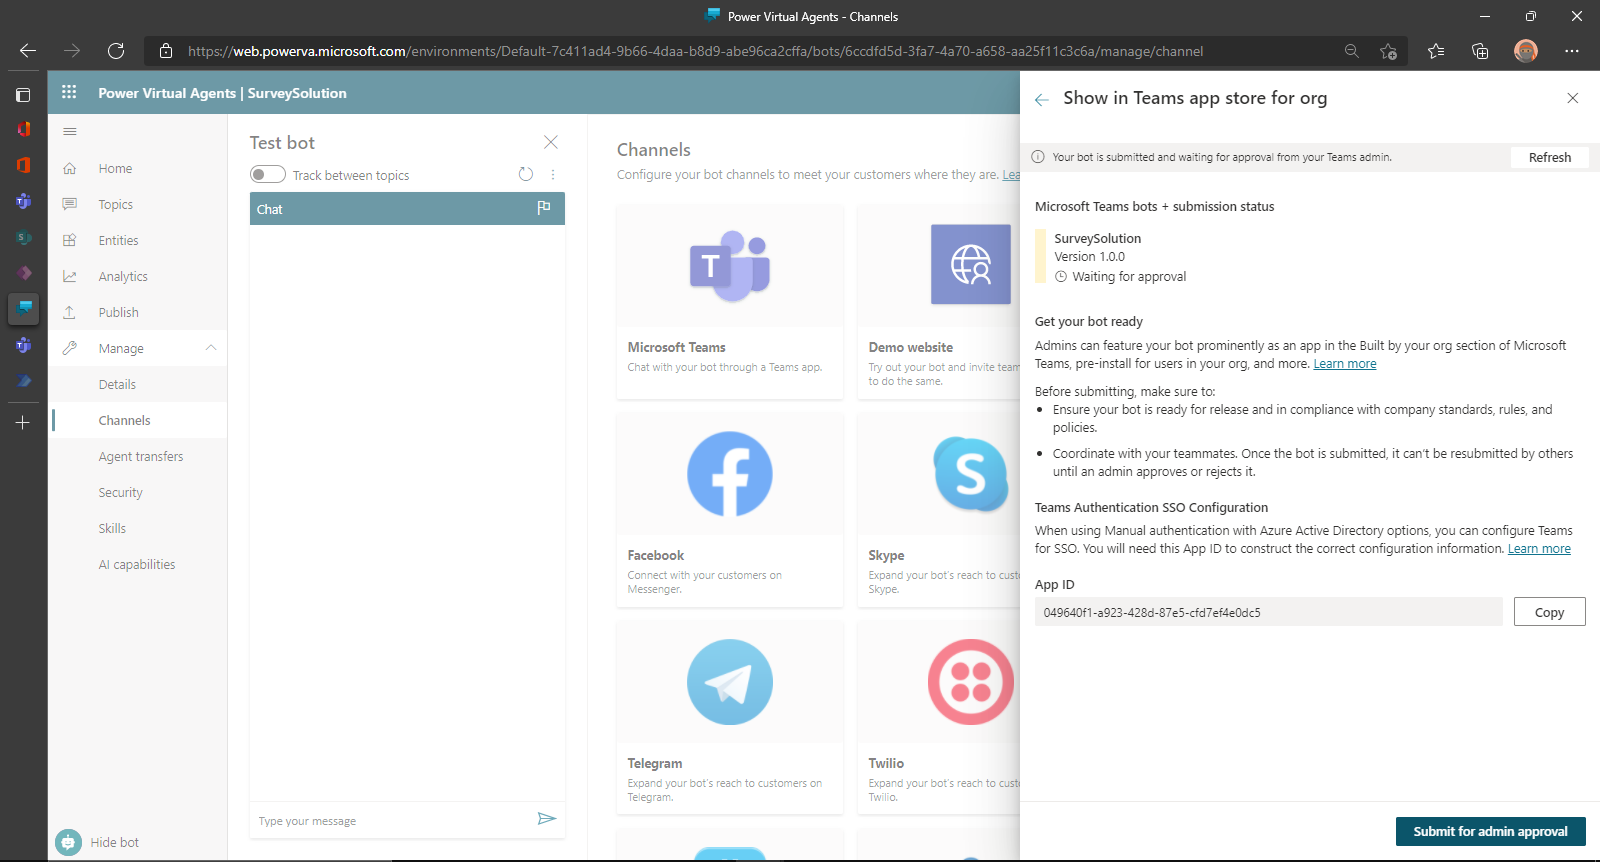 Power Virtual Agents - Channels
https://web.powerva.microsoft.com/environments/Default-7c411ad4-9b66-4daa-b8d9-abe96ca2cffa/bots/6ccdfd5d-3fa7-4a70-a658-aa25f11c3c6a/manage/channel
Power Virtual Agents | SurveySolution
Home
Topics
Entities
Analytics
Publish
Manage
Details
Channels
Agent transfers
Security
Skills
AI capabilities
Hide bot
Test bot
Track between topics
Chat
Type your message
Channels
Configure your bot channels to meet your customers where they are. Lea
T
Microsoft Teams
Chat with your bot through a Teams app.
Demo website
Try out your bot and invite team
to do the same.
Facebook
Connect with your customers on
Messenger.
Skype
Expand your bot's reach to cust
Skype.
Telegram
Expand your bot's reach to customers on
Telegram.
Twilio
Expand your bot's reach to cust
Twilio.
Show in Teams app store for org
Your bot is submitted and waiting for approval from your Teams admin.
Refresh
Microsoft Teams bots + submission status
SurveySolution
Version 1.0.0
Waiting for approval
Get your bot ready
Admins can feature your bot prominently as an app in the Built by your org section of Microsoft
Teams, pre-install for users in your org, and more. Learn more
Before submitting, make sure to:
• Ensure your bot is ready for release and in compliance with company standards, rules, and
policies.
• Coordinate with your teammates. Once the bot is submitted, it can't be resubmitted by others
until an admin approves or rejects it.
Teams Authentication SSO Configuration
When using Manual authentication with Azure Active Directory options, you can configure Teams
for SSO. You will need this App ID to construct the correct configuration information. Learn more
App ID
049640f1-a923-428d-87e5-cfd7ef4e0dc5
Copy
Submit for admin approval